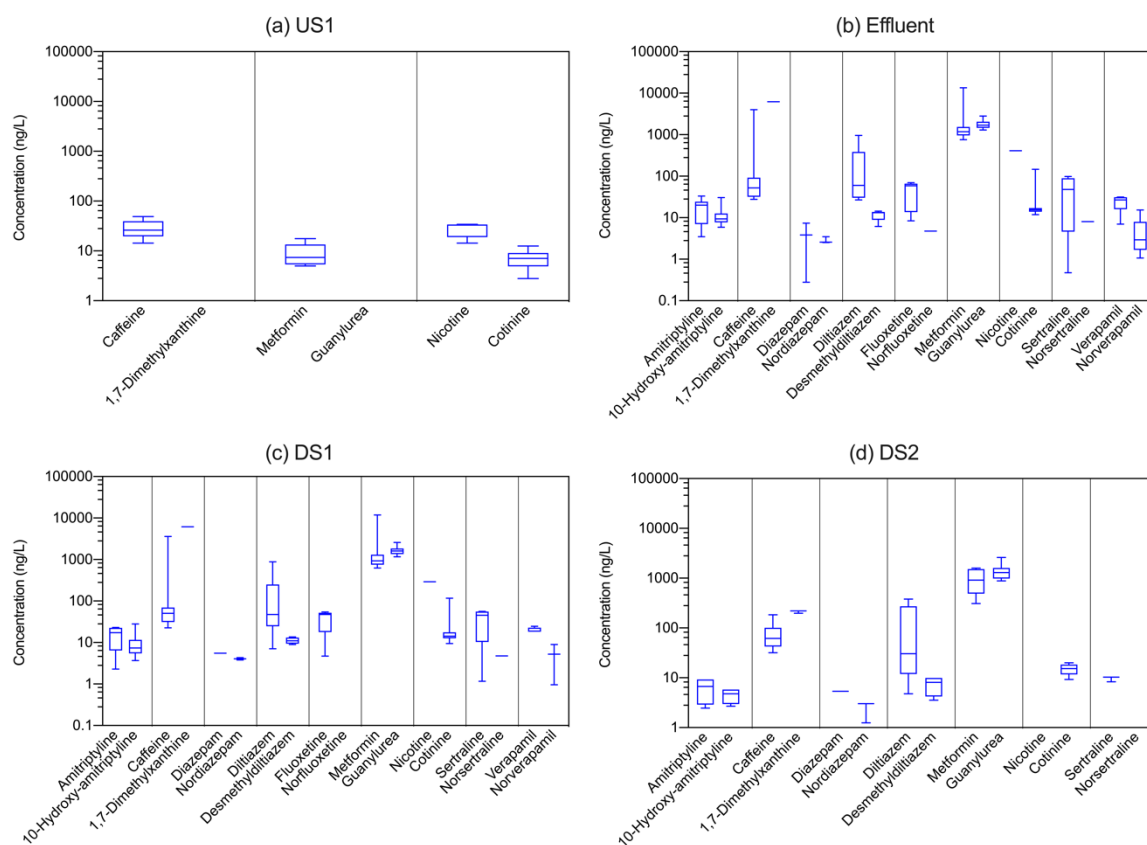 (a) US1
Concentration (ng/L)
100000
10000
1000
100
10
1
Caffeine
1,7-Dimethylxanthine
Metformin
Guanylurea
Nicotine
Cotinine
(b) Effluent
Concentration (ng/L)
100000
10000
1000
100
10
1
0.1
Amitriptyline
10-Hydroxy-amitriptyline
Caffeine
1,7-Dimethylxanthine
Diazepam
Nordiazepam
Diltiazem
Desmethyldiltiazem
Fluoxetine
Norfluoxetine
Metformin
Guanylurea
Nicotine
Cotinine
Sertraline
Norsertraline
Verapamil
Norverapamil
(c) DS1
Concentration (ng/L)
100000
10000
1000
100
10
1
0.1
Amitriptyline
10-Hydroxy-amitriptyline
Caffeine
1,7-Dimethylxanthine
Diazepam
Nordiazepam
Diltiazem
Desmethyldiltiazem
Fluoxetine
Norfluoxetine
Metformin
Guanylurea
Nicotine
Cotinine
Sertraline
Norsertraline
Verapamil
Norverapamil
(d) DS2
Concentration (ng/L)
100000
10000
1000
100
10
1
Amitriptyline
10-Hydroxy-amitriptyline
Caffeine
1,7-Dimethylxanthine
Diazepam
Nordiazepam
Diltiazem
Desmethyldiltiazem
Metformin
Guanylurea
Nicotine
Cotinine
Sertraline
Norsertraline